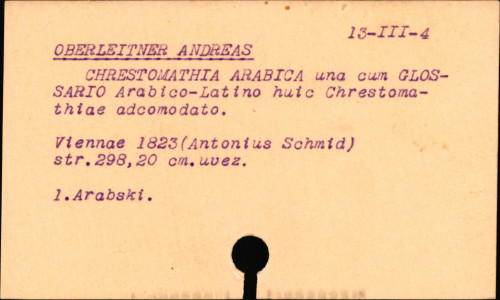 13-III-4
OBERLEITNER ANDREAS
CHRESTOMATHIA ARABICA una cum GLOS-
SARIO Arabico-Latino huic Chrestoma-
thiae adcomodato.
Viennae 1823(Antonius Schmid)
str.298,20 cm.uvez.
1.Arabski.